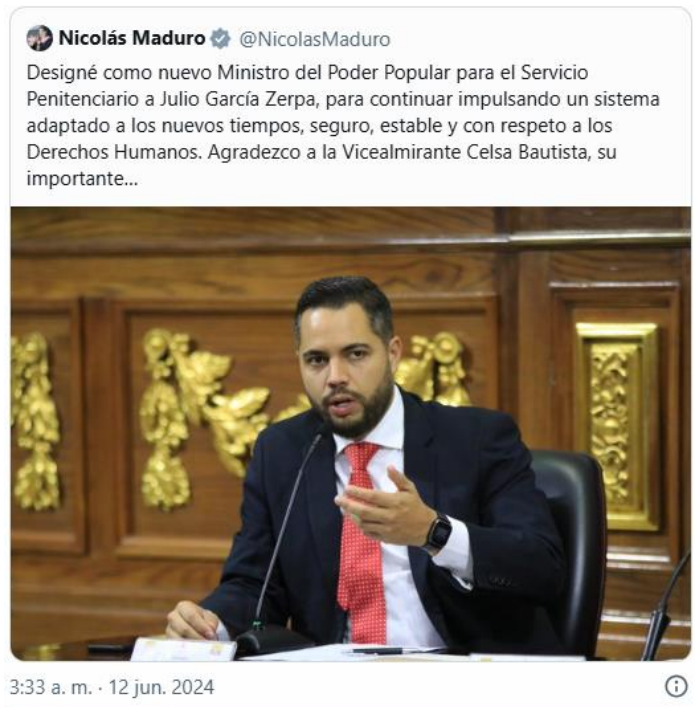 Nicolás Maduro @NicolasMaduro
Designé como nuevo Ministro del Poder Popular para el Servicio
Penitenciario a Julio García Zerpa, para continuar impulsando un sistema
adaptado a los nuevos tiempos, seguro, estable y con respeto a los
Derechos Humanos. Agradezco a la Vicealmirante Celsa Bautista, su
importante...
3:33 a. m. · 12 jun. 2024